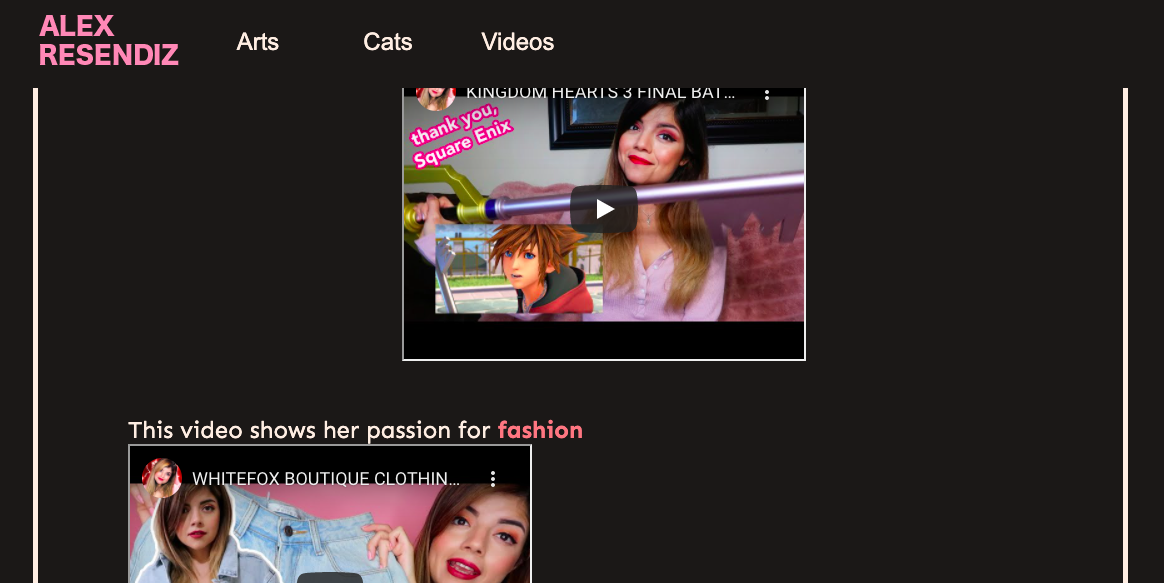 ALEX
RESENDIZ
Arts
Cats
Videos
KINGDOM HEARTS 3 FINAL BAT...
thank you,
Square Enix
This video shows her passion for fashion
WHITEFOX BOUTIQUE CLOTHIN...